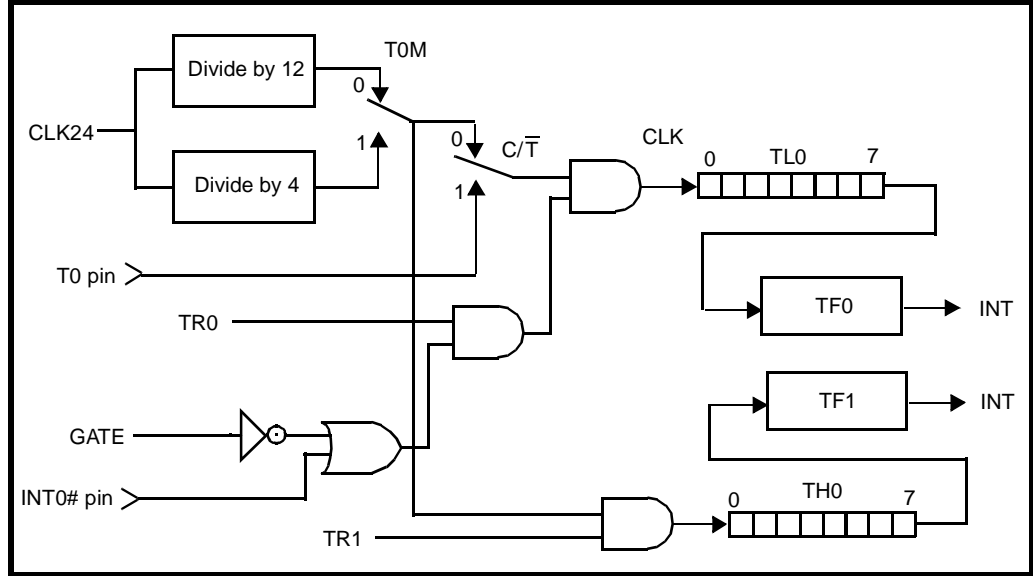 Divide by 12
T0M
0
CLK24
1
0
C/T̅
CLK
0
TL0
7
Divide by 4
1
T0 pin
TR0
TF0
INT
TF1
INT
GATE
INT0# pin
0
TH0
7
TR1